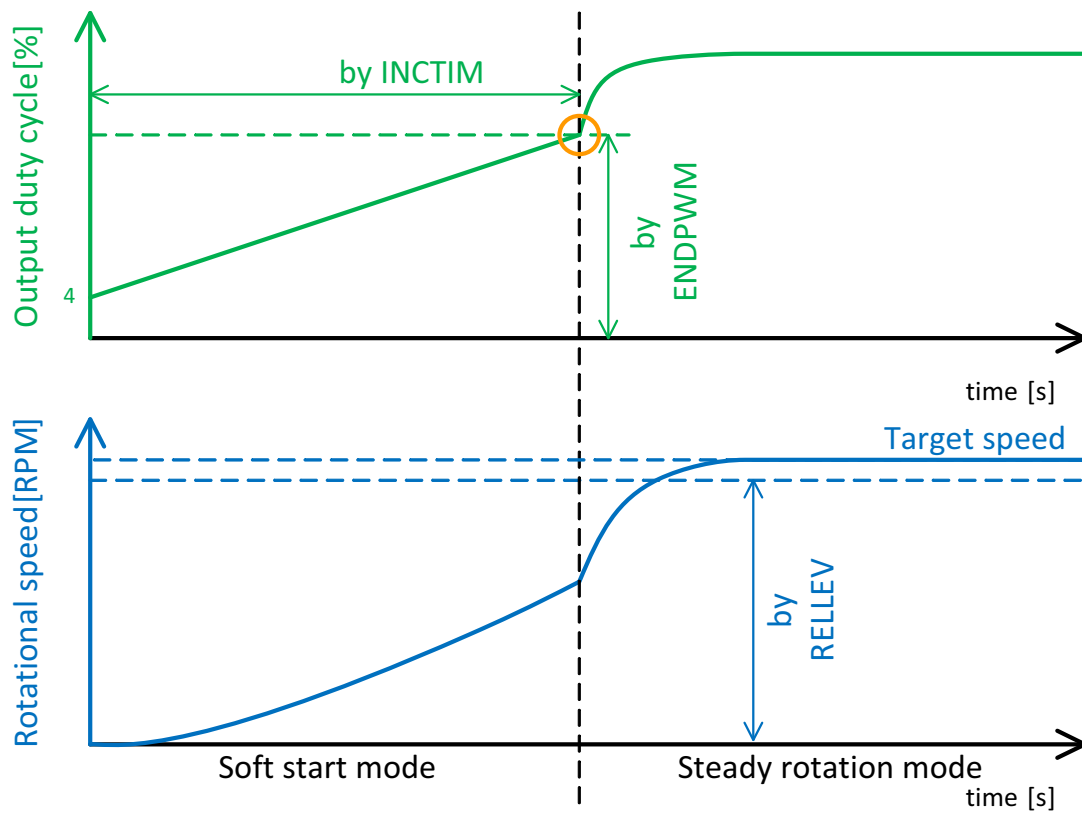 Output duty cycle[%]
by INCTIM
by
ENDPWM
4
time [s]
Rotational speed[RPM]
Target speed
by
RELLEV
Soft start mode
Steady rotation mode
time [s]